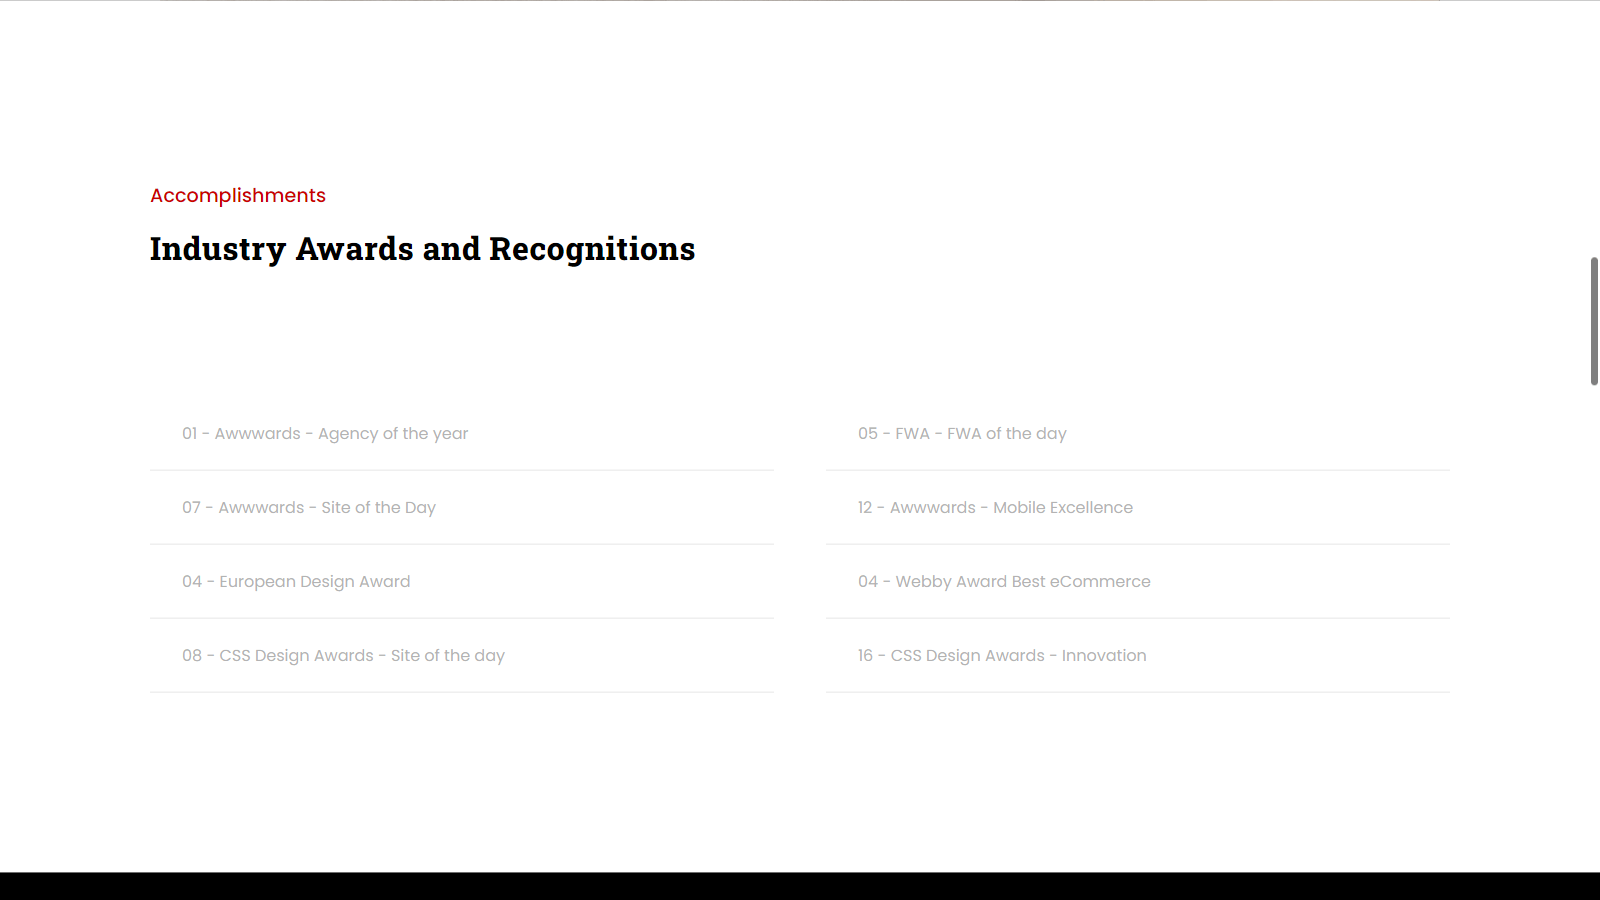 Accomplishments
Industry Awards and Recognitions
01 - Awwwards - Agency of the year
05 - FWA - FWA of the day
07 - Awwwards - Site of the Day
12 - Awwwards - Mobile Excellence
04 - European Design Award
04 - Webby Award Best eCommerce
08 - CSS Design Awards - Site of the day
16 - CSS Design Awards - Innovation